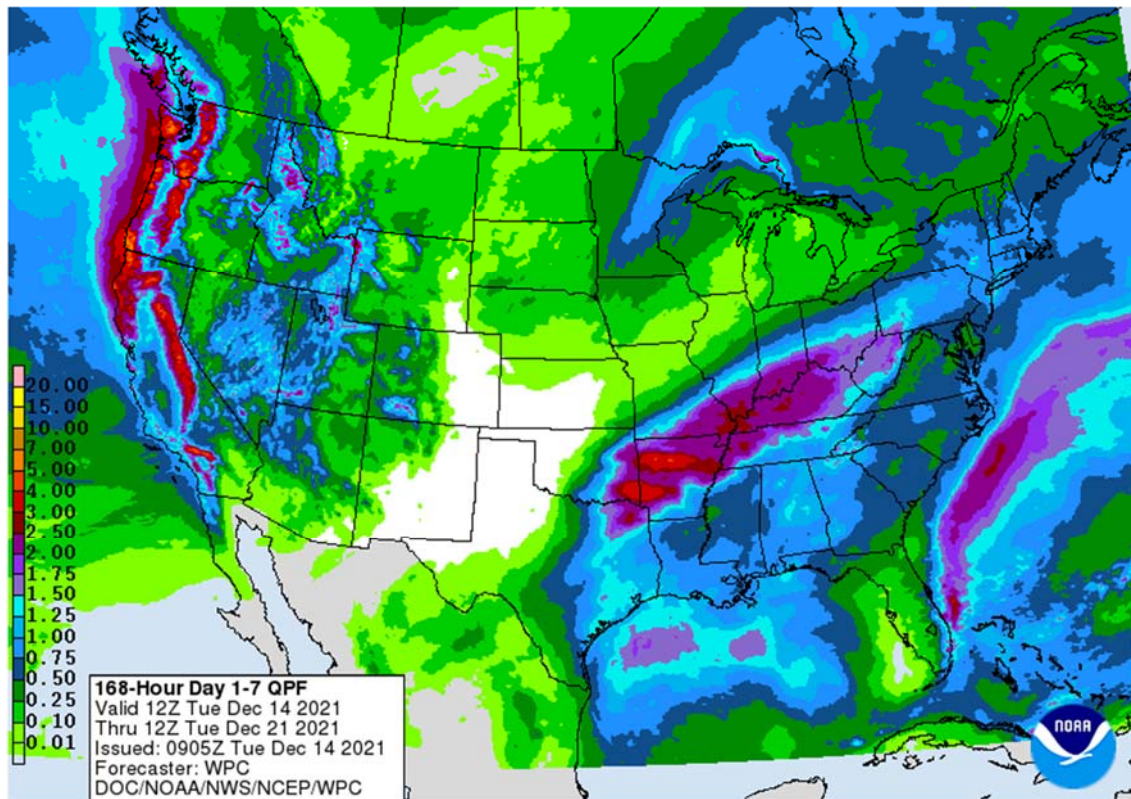 20.00
15.00
10.00
7.00
5.00
4.00
3.00
2.50
2.00
1.75
1.50
1.25
1.00
0.75
0.50
0.25
0.10
0.01
168-Hour Day 1-7 QPF
Valid 12Z Tue Dec 14 2021
Thru 12Z Tue Dec 21 2021
Issued: 0905Z Tue Dec 14 2021
Forecaster: WPC
DOC/NOAA/NWS/NCEP/WPC
NOAA